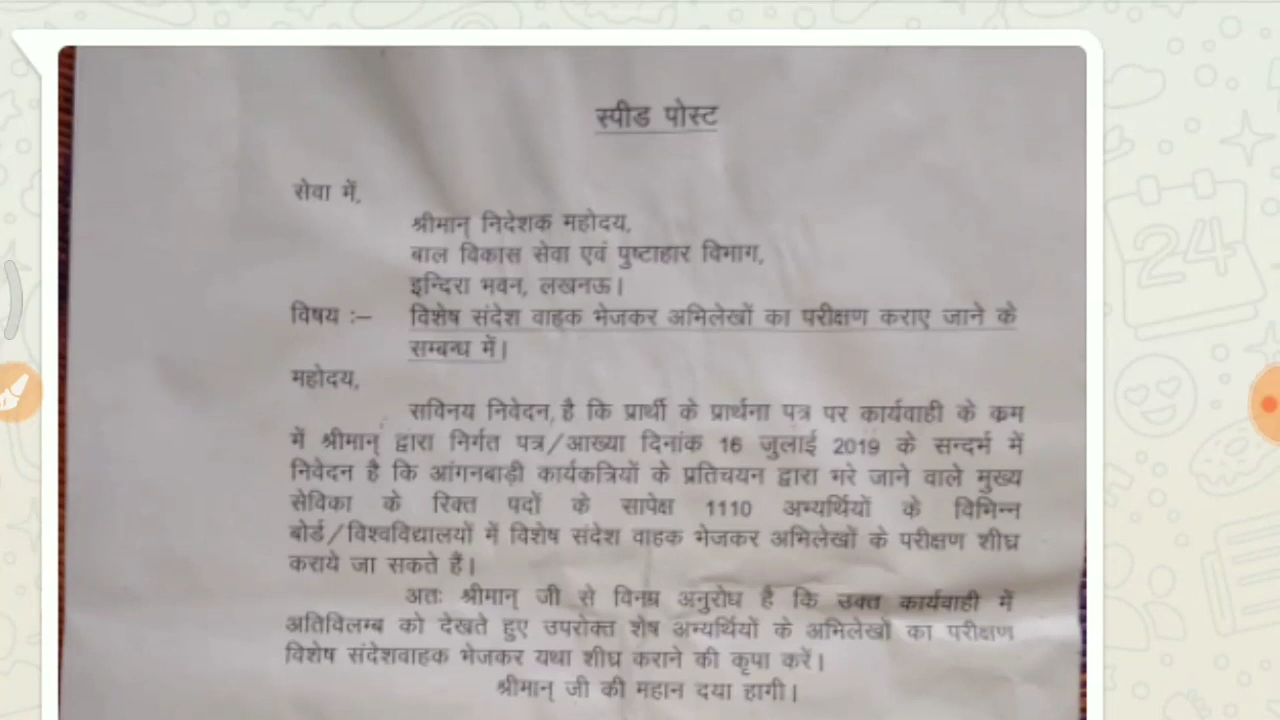 स्पीड पोस्ट
सेवा में,
श्रीमान् निदेशक महोदय,
बाल विकास सेवा एवं पुष्टाहार विभाग,
इन्दिरा भवन, लखनऊ।
विषय :– विशेष संदेश वाहक भेजकर अभिलेखों का परीक्षण कराए जाने के
सम्बन्ध में।
महोदय,
सविनय निवेदन है कि प्रार्थी के प्रार्थना पत्र पर कार्यवाही के क्रम
में श्रीमान् द्वारा निर्गत पत्र/आख्या दिनांक 16 जुलाई 2019 के सन्दर्भ में
निवेदन है कि आंगनबाड़ी कार्यकत्रियों के प्रतिचयन द्वारा भरे जाने वाले मुख्य
सेविका के रिक्त पदों के सापेक्ष 1110 अभ्यर्थियों के विभिन्न
बोर्ड/विश्वविद्यालयों में विशेष संदेश वाहक भेजकर अभिलेखों के परीक्षण शीघ्र
कराये जा सकते हैं।
अतः श्रीमान् जी से विनम्र अनुरोध है कि उक्त कार्यवाही में
अतिविलम्ब को देखते हुए उपरोक्त शेष अभ्यर्थियों के अभिलेखों का परीक्षण
विशेष संदेशवाहक भेजकर यथा शीघ्र कराने की कृपा करें।
श्रीमान् जी की महान दया हागी।
24